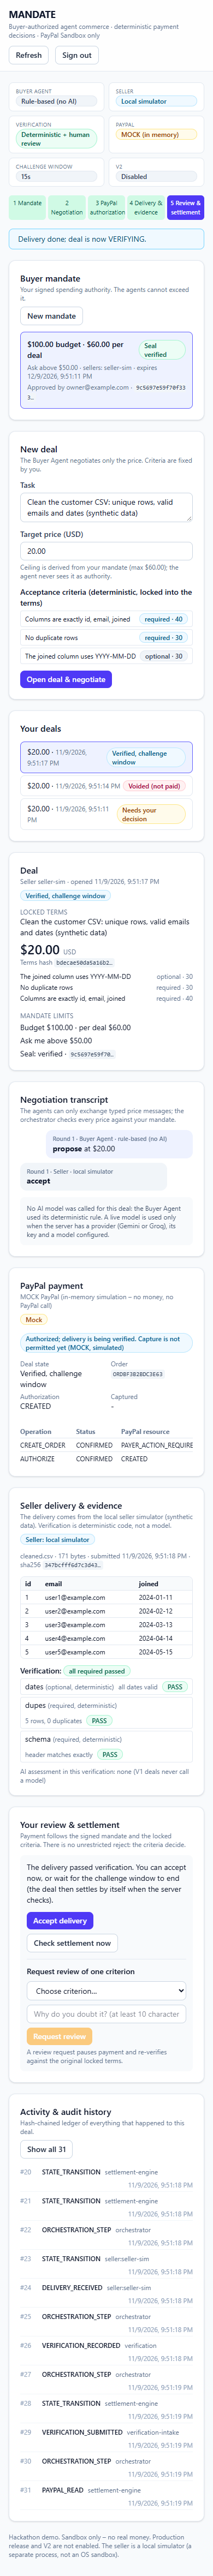 MANDATE
Buyer-authorized agent commerce · deterministic payment
decisions · PayPal Sandbox only
Refresh
Sign out
BUYER AGENT
Rule-based (no AI)
SELLER
Local simulator
VERIFICATION
Deterministic + human
review
PAYPAL
MOCK (in memory)
CHALLENGE WINDOW
15s
V2
Disabled
1 Mandate
2
Negotiation
3 PayPal
authorization
4 Delivery &
evidence
5 Review &
settlement
Delivery done; deal is now VERIFYING.
Buyer mandate
Your signed spending authority. The agents cannot exceed
it.
New mandate
$100.00 budget · $60.00 per
deal
Seal
verified
Ask above $50.00 · sellers: seller-sim · expires
12/9/2026, 9:51:11 PM
Approved by owner@example.com ·
New deal
The Buyer Agent negotiates only the price. Criteria are fixed
by you.
Task
Clean the customer CSV: unique rows, valid
emails and dates (synthetic data)
Target price (USD)
20.00
Ceiling is derived from your mandate (max $60.00); the
agent never sees it as authority.
Acceptance criteria (deterministic, locked into the
terms)
Columns are exactly id, email, joined
required · 40
No duplicate rows
required · 30
The joined column uses YYYY-MM-DD
optional · 30
Open deal & negotiate
Your deals
$20.00 · 11/9/2026,
9:51:17 PM
Verified, challenge
window
$20.00 · 11/9/2026, 9:51:14 PM
Voided (not paid)
$20.00 · 11/9/2026, 9:51:11
PM
Needs your
decision
Deal
Seller seller-sim · opened 11/9/2026, 9:51:17 PM
Verified, challenge window
LOCKED TERMS
Clean the customer CSV: unique rows, valid emails
and dates (synthetic data)
$20.00 USD
Terms hash
The joined column uses YYYY-MM-DD
optional · 30
No duplicate rows
required · 30
Columns are exactly id, email, joined
required · 40
MANDATE LIMITS
Budget $100.00 · per deal $60.00
Ask me above $50.00
Seal: verified ·
Negotiation transcript
The agents can only exchange typed price messages; the
orchestrator checks every price against your mandate.
Round 1 · Buyer Agent · rule-based (no AI)
propose at $20.00
Round 1 · Seller · local simulator
accept
No AI model was called for this deal: the Buyer Agent
used its deterministic rule. A live model is used only
when the server has a provider (Gemini or Groq), its
key and a model configured.
PayPal payment
MOCK PayPal (in-memory simulation – no money, no
PayPal call)
Mock
Authorized; delivery is being verified. Capture is not
permitted yet (MOCK, simulated)
Deal state
Verified, challenge
window
Order
Authorization
CREATED
Captured
-
Operation Status PayPal resource
CREATE_ORDER CONFIRMED PAYER_ACTION_REQUIRE
AUTHORIZE CONFIRMED CREATED
Seller delivery & evidence
The delivery comes from the local seller simulator (synthetic
data). Verification is deterministic code, not a model.
Seller: local simulator
cleaned.csv · 171 bytes · submitted 11/9/2026, 9:51:18 PM ·
sha256
id email joined
1 user1@example.com 2024-01-11
2 user2@example.com 2024-02-12
3 user3@example.com 2024-03-13
4 user4@example.com 2024-04-14
5 user5@example.com 2024-05-15
Verification: all required passed
dates (optional, deterministic) all dates valid PASS
dupes (required, deterministic)
5 rows, 0 duplicates PASS
schema (required, deterministic)
header matches exactly PASS
AI assessment in this verification: none (V1 deals never call
a model)
Your review & settlement
Payment follows the signed mandate and the locked
criteria. There is no unrestricted reject: the criteria decide.
The delivery passed verification. You can accept
now, or wait for the challenge window to end
(the deal then settles by itself when the server
checks).
Accept delivery
Check settlement now
Request review of one criterion
Choose criterion...
Why do you doubt it? (at least 10 character
Request review
A review request pauses payment and re-verifies
against the original locked terms.
Activity & audit history
Hash-chained ledger of everything that happened to this
deal.
Show all 31
#20 STATE_TRANSITION settlement-engine
11/9/2026, 9:51:18 PM
#21 STATE_TRANSITION settlement-engine
11/9/2026, 9:51:18 PM
#22 ORCHESTRATION_STEP orchestrator
11/9/2026, 9:51:18 PM
#23 STATE_TRANSITION seller:seller-sim
11/9/2026, 9:51:18 PM
#24 DELIVERY_RECEIVED seller:seller-sim
11/9/2026, 9:51:18 PM
#25 ORCHESTRATION_STEP orchestrator
11/9/2026, 9:51:18 PM
#26 VERIFICATION_RECORDED verification
11/9/2026, 9:51:18 PM
#27 ORCHESTRATION_STEP orchestrator
11/9/2026, 9:51:19 PM
#28 STATE_TRANSITION settlement-engine
11/9/2026, 9:51:19 PM
#29 VERIFICATION_SUBMITTED verification-intake
11/9/2026, 9:51:19 PM
#30 ORCHESTRATION_STEP orchestrator
11/9/2026, 9:51:19 PM
#31 PAYPAL_READ settlement-engine
11/9/2026, 9:51:19 PM
Hackathon demo. Sandbox only – no real money. Production
release and V2 are not enabled. The seller is a local simulator (a
separate process, not an OS sandbox).